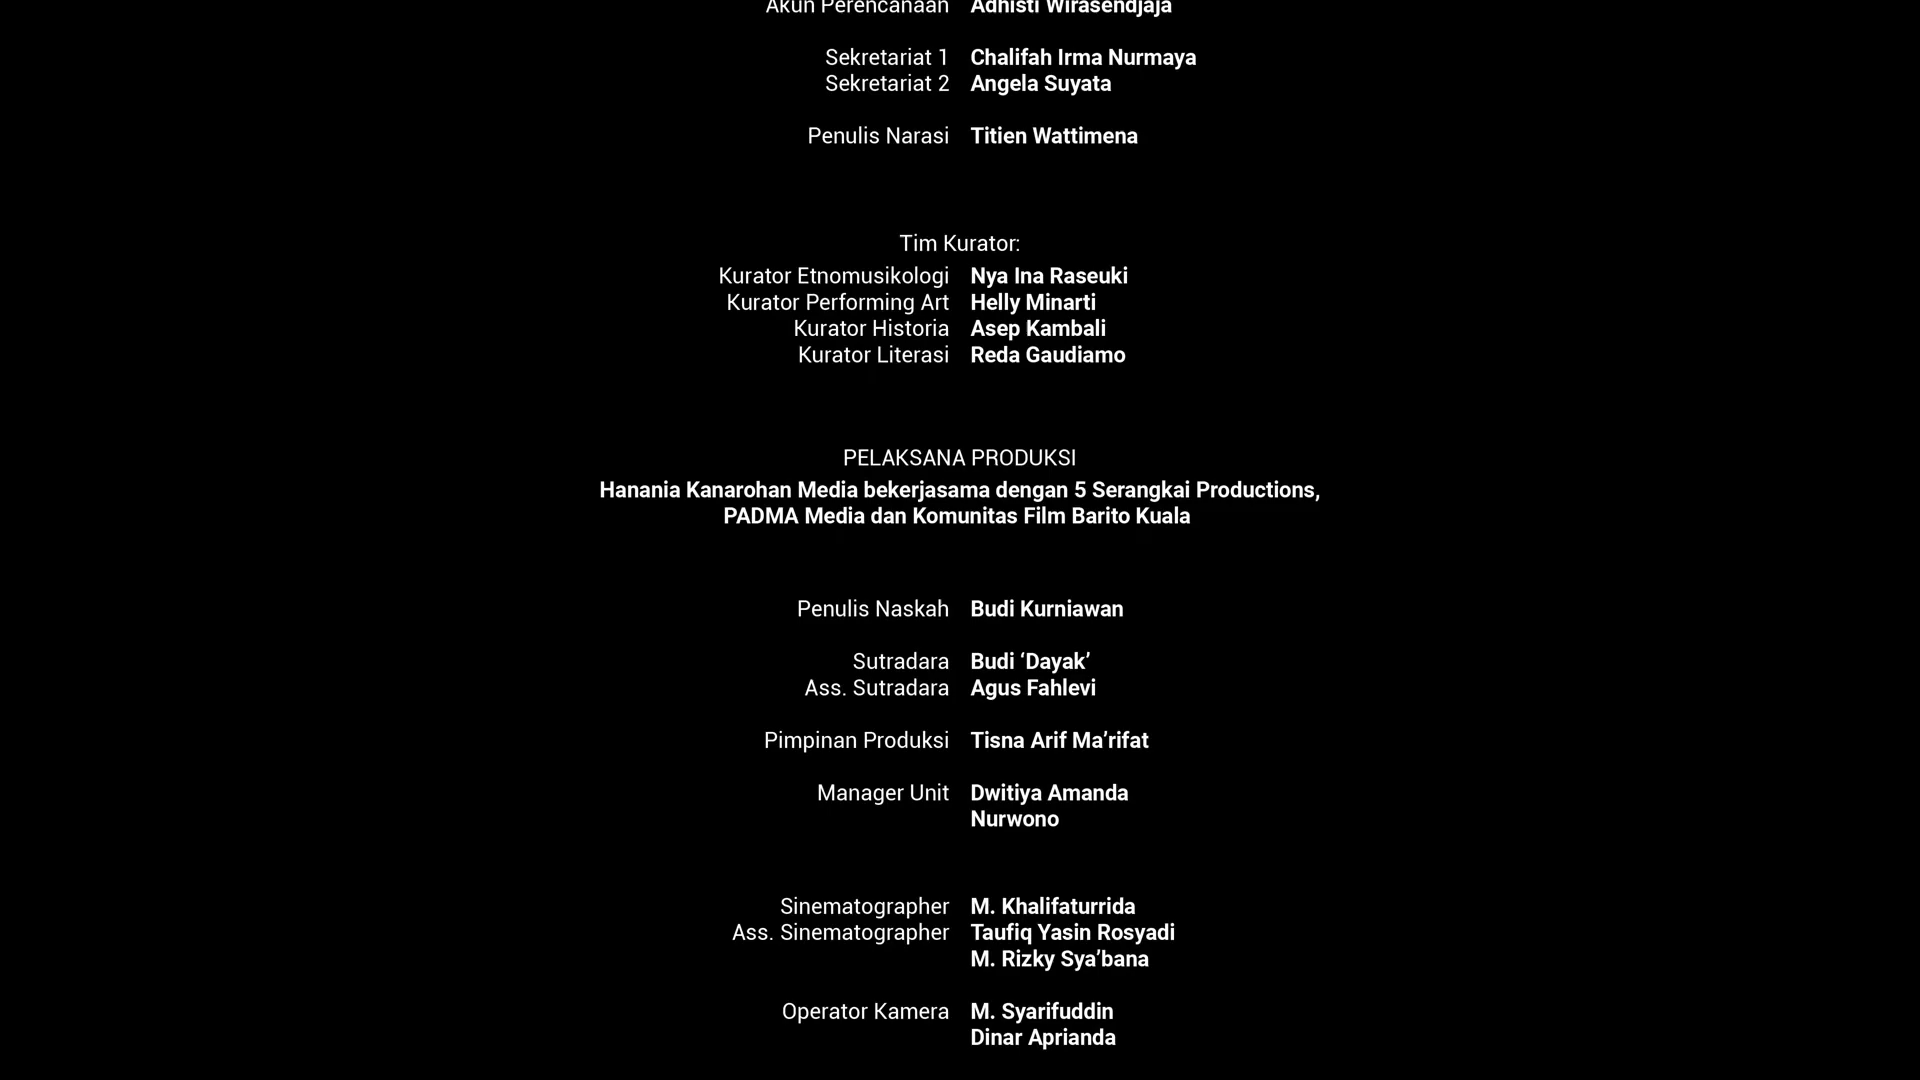 Akun Perencanaan Adhisti Wirasendjaja
Sekretariat 1 Chalifah Irma Nurmaya
Sekretariat 2 Angela Suyata
Penulis Narasi Titien Wattimena
Tim Kurator:
Kurator Etnomusikologi Nya Ina Raseuki
Kurator Performing Art Helly Minarti
Kurator Historia Asep Kambali
Kurator Literasi Reda Gaudiamo
PELAKSANA PRODUKSI
Hanania Kanarohan Media bekerjasama dengan 5 Serangkai Productions,
PADMA Media dan Komunitas Film Barito Kuala
Penulis Naskah Budi Kurniawan
Sutradara Budi ‘Dayak’
Ass. Sutradara Agus Fahlevi
Pimpinan Produksi Tisna Arif Ma’rifat
Manager Unit Dwitiya Amanda
Nurwono
Sinematographer M. Khalifaturrida
Ass. Sinematographer Taufiq Yasin Rosyadi
M. Rizky Sya’bana
Operator Kamera M. Syarifuddin
Dinar Aprianda